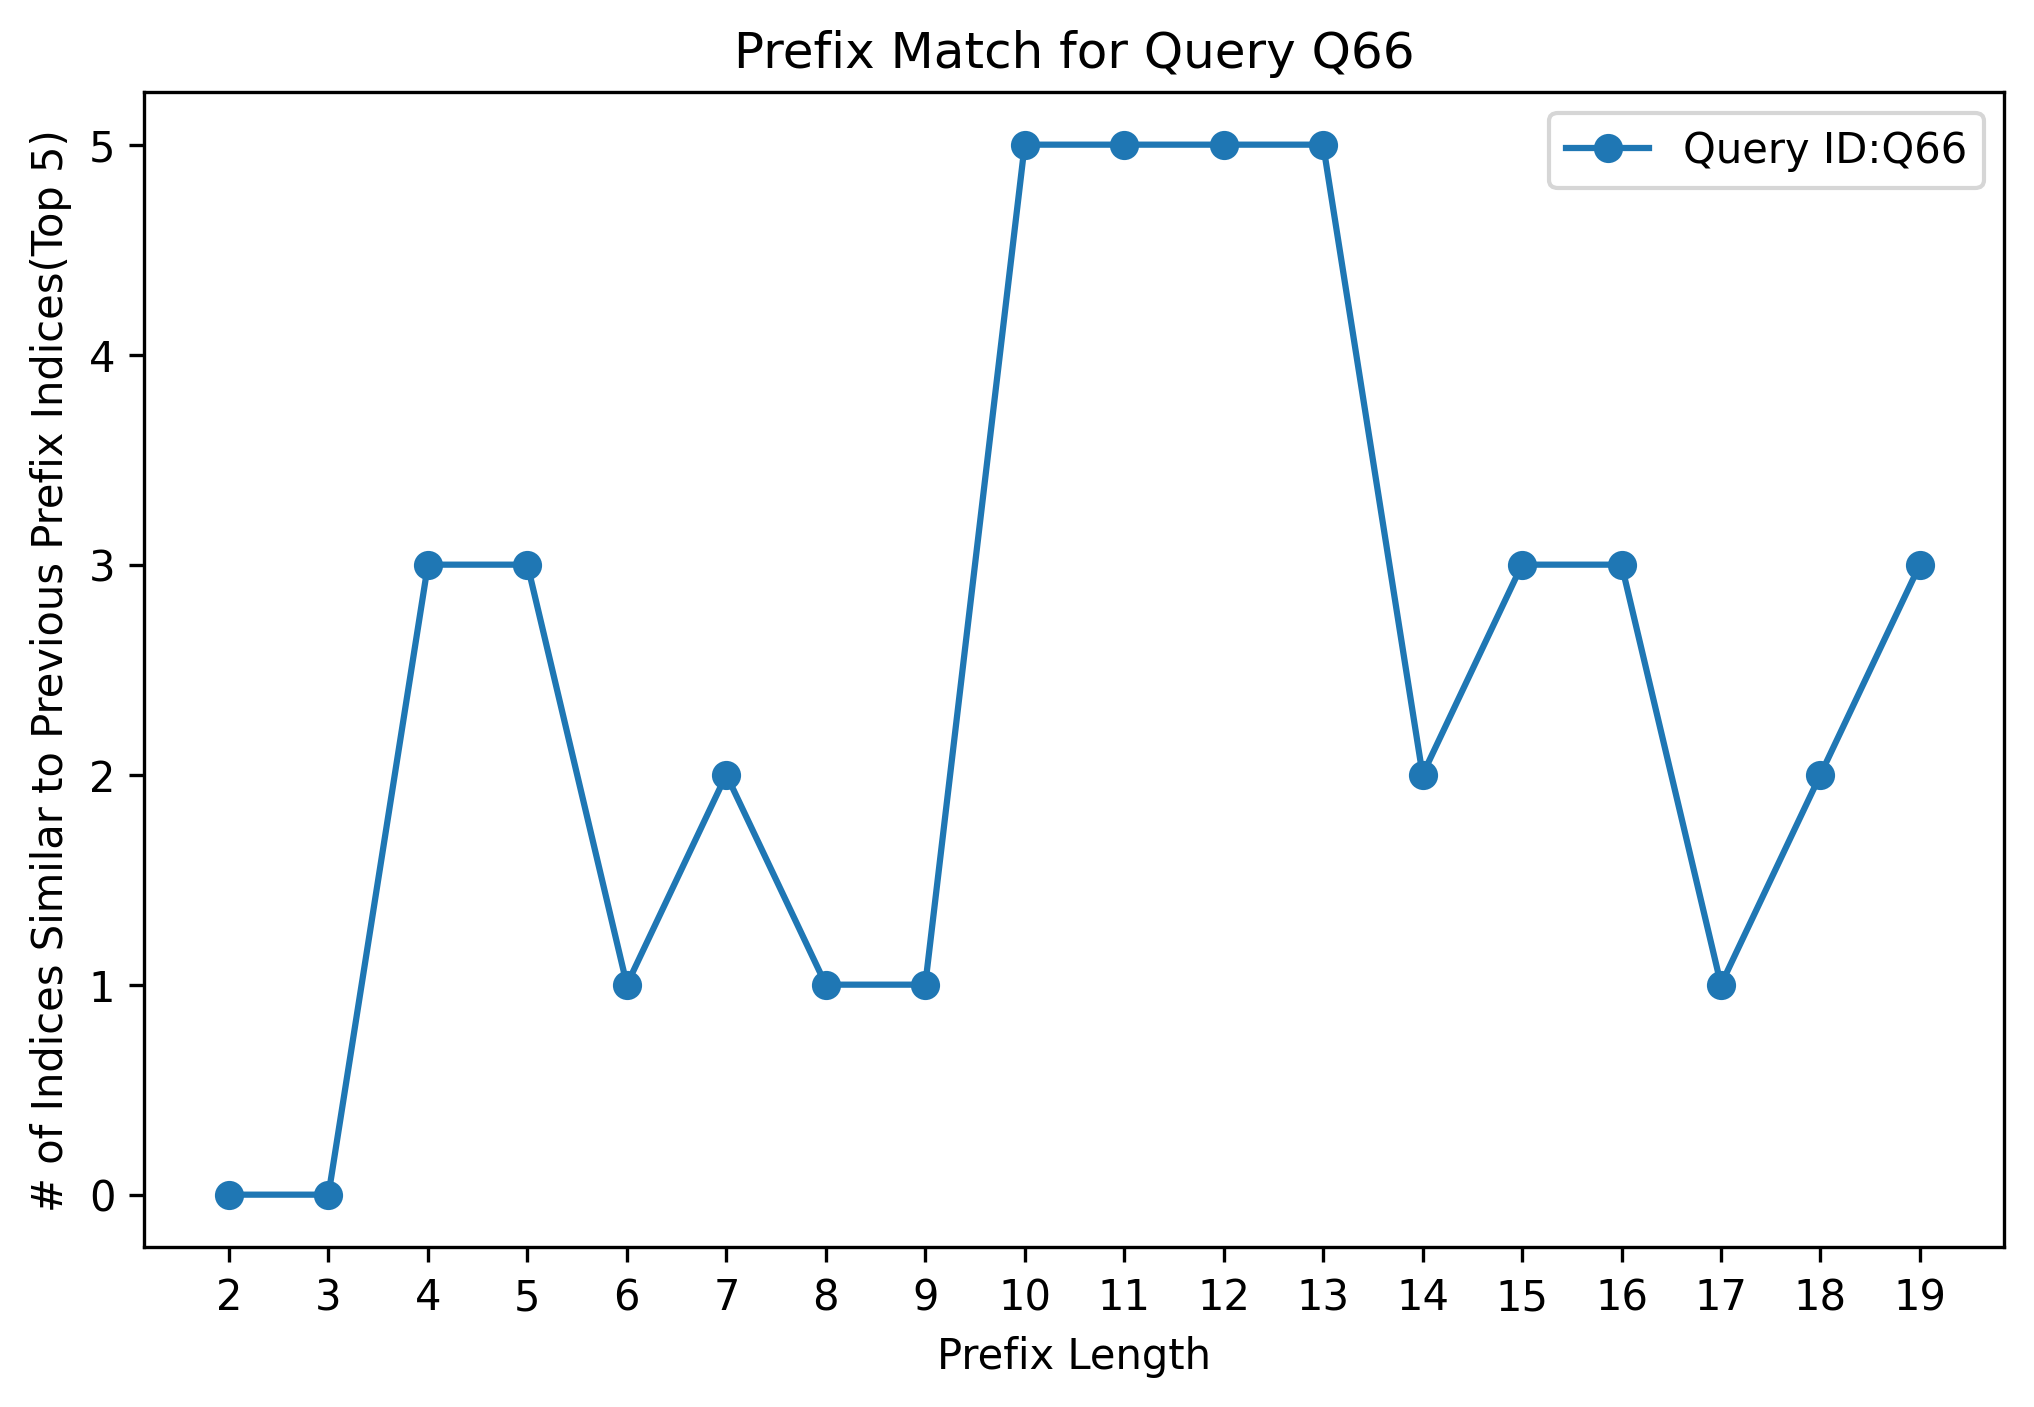 Prefix Match for Query Q66
Query ID:Q66
# of Indices Similar to Previous Prefix Indices(Top 5)
5
4
3
2
1
0
2 3 4 5 6 7 8 9 10 11 12 13 14 15 16 17 18 19
Prefix Length